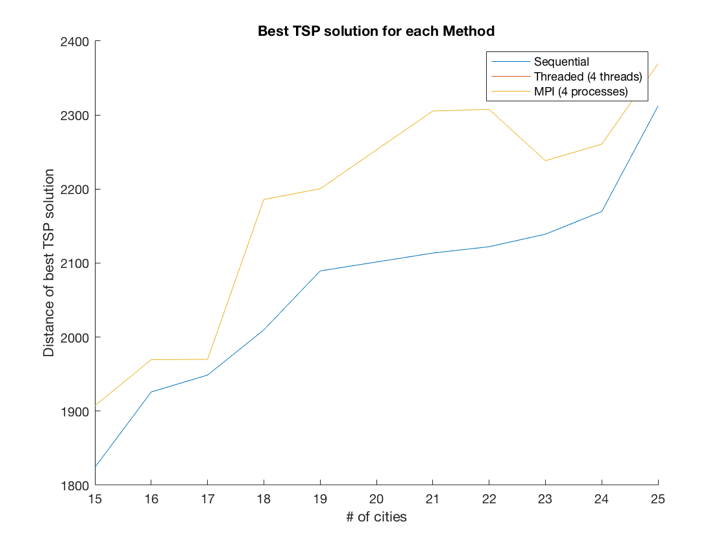 Best TSP solution for each Method
Sequential
Threaded (4 threads)
MPI (4 processes)
Distance of best TSP solution
2400
2300
2200
2100
2000
1900
1800
15 16 17 18 19 20 21 22 23 24 25
# of cities